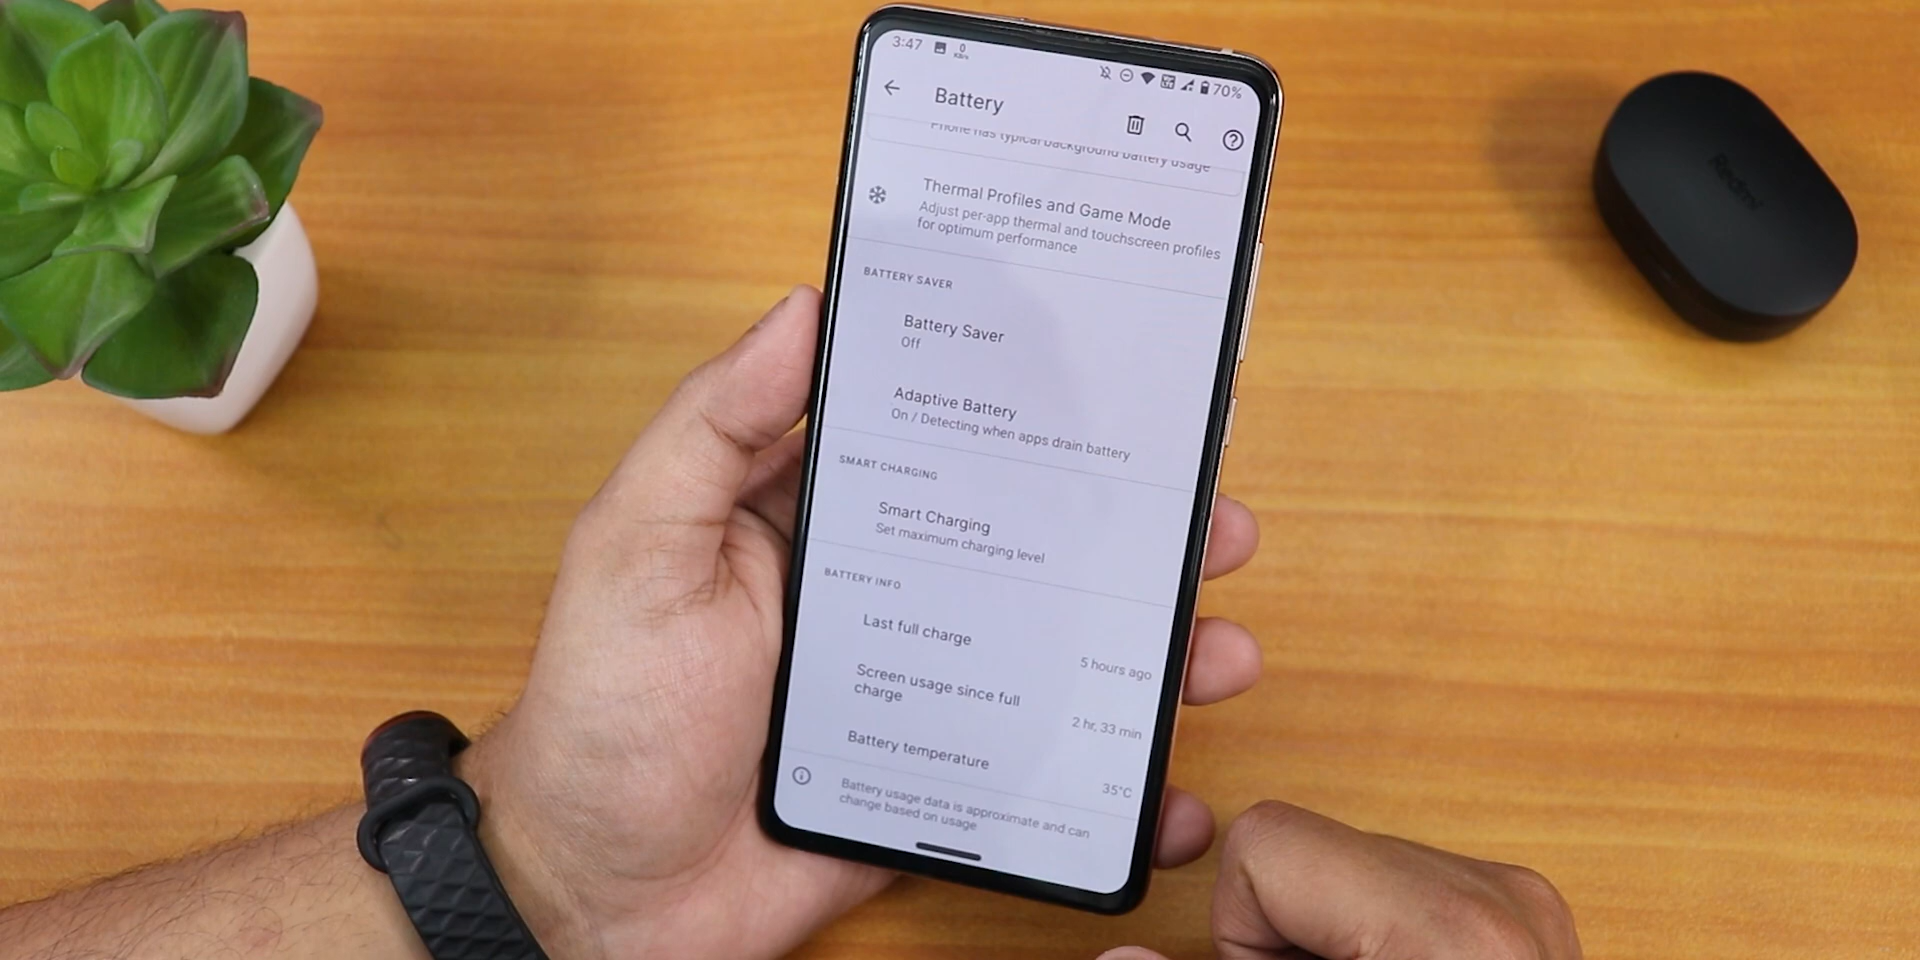 3:47
0
KB/s
70%
Battery
Phone has typical background battery usage
Thermal Profiles and Game Mode
Adjust per-app thermal and touchscreen profiles
for optimum performance
BATTERY SAVER
Battery Saver
Off
Adaptive Battery
On / Detecting when apps drain battery
SMART CHARGING
Smart Charging
Set maximum charging level
BATTERY INFO
Last full charge
5 hours ago
Screen usage since full
charge
2 hr, 33 min
Battery temperature
35°C
Battery usage data is approximate and can
change based on usage
Redmi